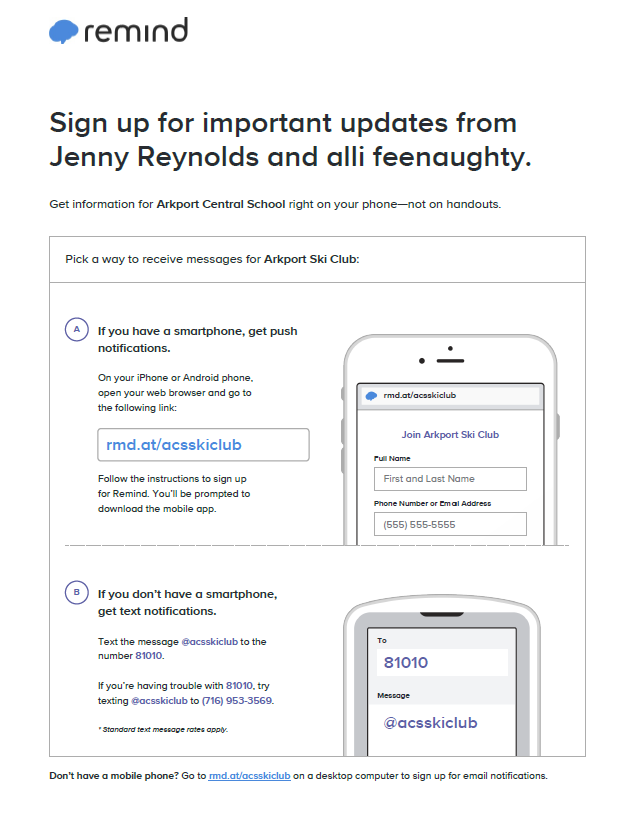 remind
Sign up for important updates from
Jenny Reynolds and alli feenaughty.
Get information for Arkport Central School right on your phone—not on handouts.
Pick a way to receive messages for Arkport Ski Club:
A
If you have a smartphone, get push
notifications.
On your iPhone or Android phone,
open your web browser and go to
the following link:
rmd.at/acsskiclub
Follow the instructions to sign up
for Remind. You'll be prompted to
download the mobile app.
rmd.at/acsskiclub
Join Arkport Ski Club
Full Name
First and Last Name
Phone Number or Email Address
(555) 555-5555
B
If you don't have a smartphone,
get text notifications.
Text the message @acsskiclub to the
number 81010.
If you're having trouble with 81010, try
texting @acsskiclub to (716) 953-3569.
* Standard text message rates apply.
To
81010
Message
@acsskiclub
Don't have a mobile phone? Go to rmd.at/acsskiclub on a desktop computer to sign up for email notifications.